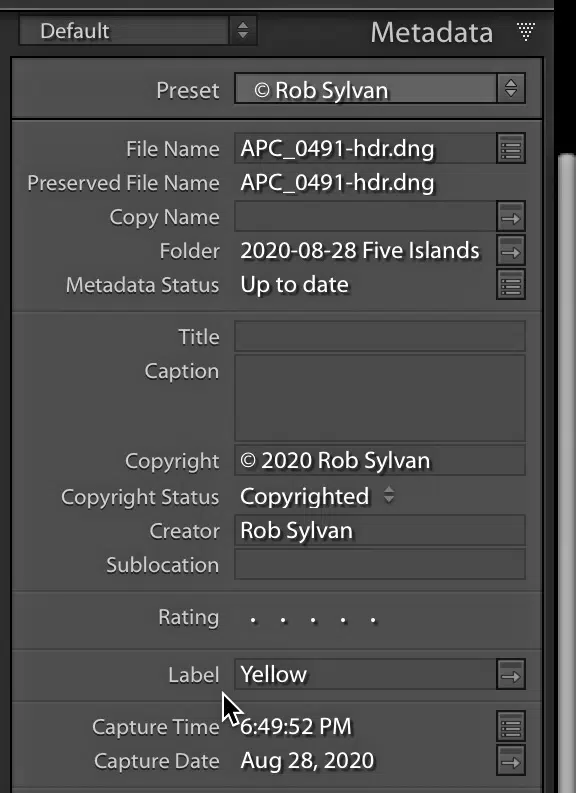 Default
Metadata
Preset © Rob Sylvan
File Name APC_0491-hdr.dng
Preserved File Name APC_0491-hdr.dng
Copy Name
Folder 2020-08-28 Five Islands
Metadata Status Up to date
Title
Caption
Copyright © 2020 Rob Sylvan
Copyright Status Copyrighted
Creator Rob Sylvan
Sublocation
Rating . . . . .
Label Yellow
Capture Time 6:49:52 PM
Capture Date Aug 28, 2020